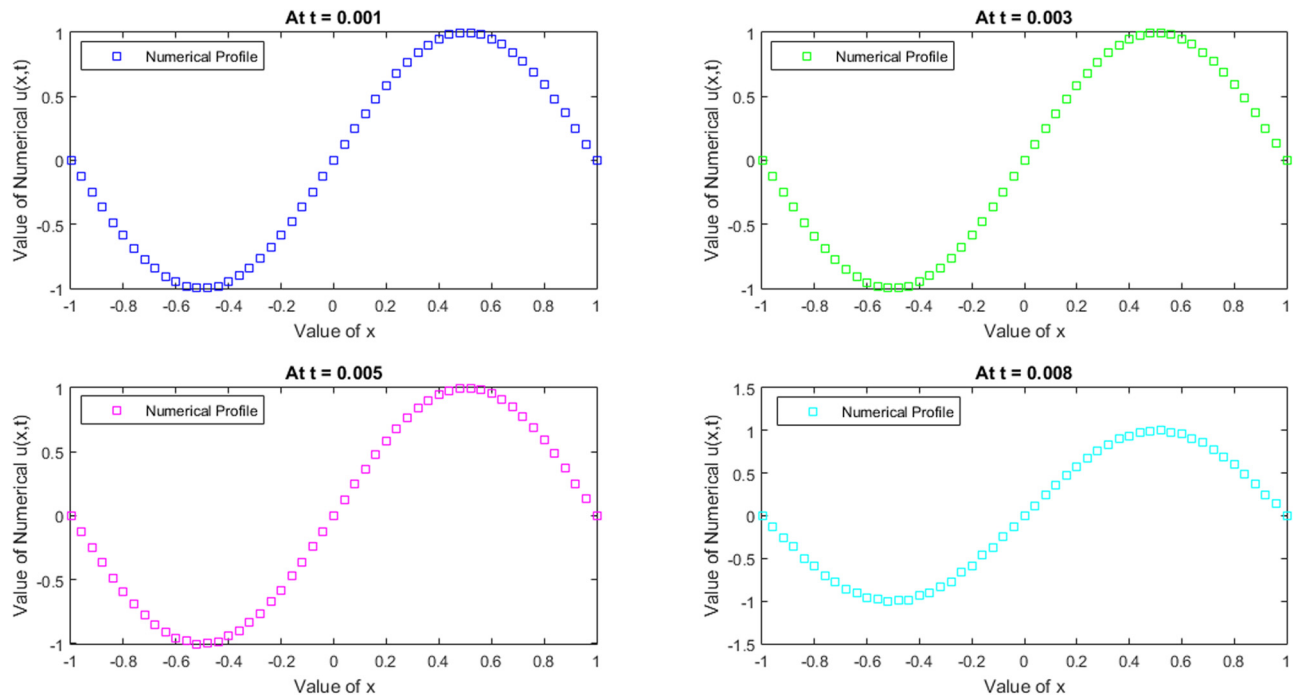 At t = 0.001
Numerical Profile
Value of Numerical u(x,t)
1
0.5
0
-0.5
-1
-1 -0.8 -0.6 -0.4 -0.2 0 0.2 0.4 0.6 0.8 1
Value of x
At t = 0.003
Numerical Profile
Value of Numerical u(x,t)
1
0.5
0
-0.5
-1
-1 -0.8 -0.6 -0.4 -0.2 0 0.2 0.4 0.6 0.8 1
Value of x
At t = 0.005
Numerical Profile
Value of Numerical u(x,t)
1
0.5
0
-0.5
-1
-1 -0.8 -0.6 -0.4 -0.2 0 0.2 0.4 0.6 0.8 1
Value of x
At t = 0.008
Numerical Profile
Value of Numerical u(x,t)
1.5
1
0.5
0
-0.5
-1
-1.5
-1 -0.8 -0.6 -0.4 -0.2 0 0.2 0.4 0.6 0.8 1
Value of x